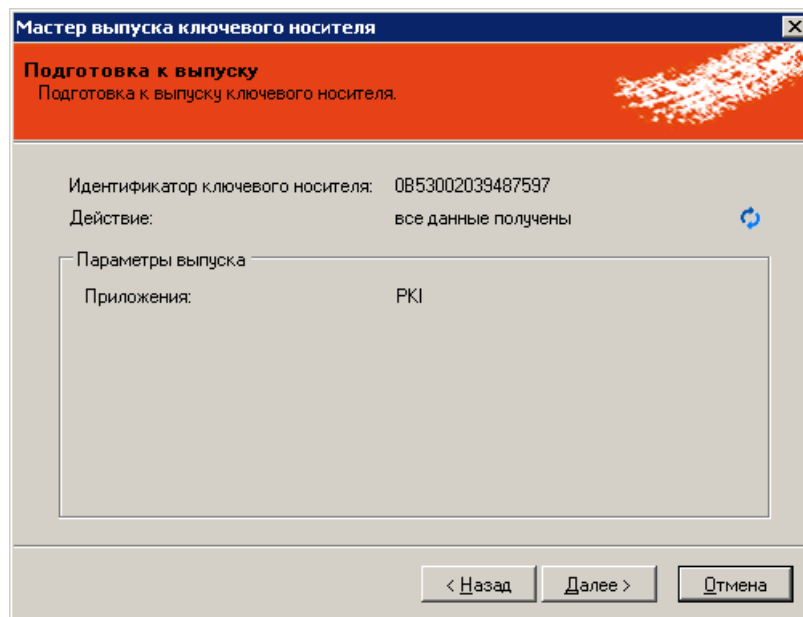 Мастер выпуска ключевого носителя
Подготовка к выпуску
Подготовка к выпуску ключевого носителя.
Идентификатор ключевого носителя: 0B53002039487597
Действие: все данные получены
Параметры выпуска
Приложения: PKI
< Назад Далее > Отмена